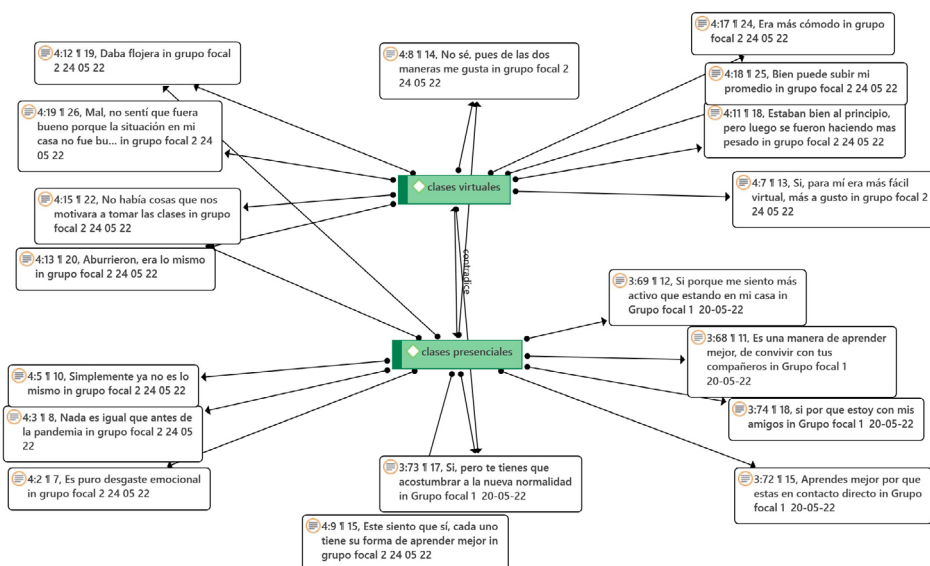 4:12 ¶ 19, Daba flojera in grupo
focal 2 24 05 22
4:19 ¶ 26, Mal, no sentí que fuera
bueno porque la situación en mi
casa no fue bu... in grupo focal 2 24
05 22
4:15 ¶ 22, No había cosas que nos
motivara a tomar las clases in grupo
focal 2 24 05 22
4:13 ¶ 20, Aburrieron, era lo mismo
in grupo focal 2 24 05 22
4:8 ¶ 14, No sé, pues de las dos
maneras me gusta in grupo focal 2
24 05 22
4:17 ¶ 24, Era más cómodo in grupo
focal 2 24 05 22
4:18 ¶ 25, Bien puede subir mi
promedio in grupo focal 2 24 05 22
4:11 ¶ 18, Estaban bien al principio,
pero luego se fueron haciendo mas
pesado in grupo focal 2 24 05 22
4:7 ¶ 13, Si, para mí era más fácil
virtual, más a gusto in grupo focal 2
24 05 22
clases virtuales
contradice
clases presenciales
3:69 ¶ 12, Si porque me siento más
activo que estando en mi casa in
Grupo focal 1 20-05-22
3:68 ¶ 11, Es una manera de aprender
mejor, de convivir con tus
compañeros in Grupo focal 1
20-05-22
3:74 ¶ 18, si por que estoy con mis
amigos in Grupo focal 1 20-05-22
3:72 ¶ 15, Aprendes mejor por que
estas en contacto directo in Grupo
focal 1 20-05-22
4:5 ¶ 10, Simplemente ya no es lo
mismo in grupo focal 2 24 05 22
4:3 ¶ 8, Nada es igual que antes de
la pandemia in grupo focal 2 24 05
22
4:2 ¶ 7, Es puro desgaste emocional
in grupo focal 2 24 05 22
3:73 ¶ 17, Si, pero te tienes que
acostumbrar a la nueva normalidad
in Grupo focal 1 20-05-22
4:9 ¶ 15, Este siento que sí, cada uno
tiene su forma de aprender mejor in
grupo focal 2 24 05 22